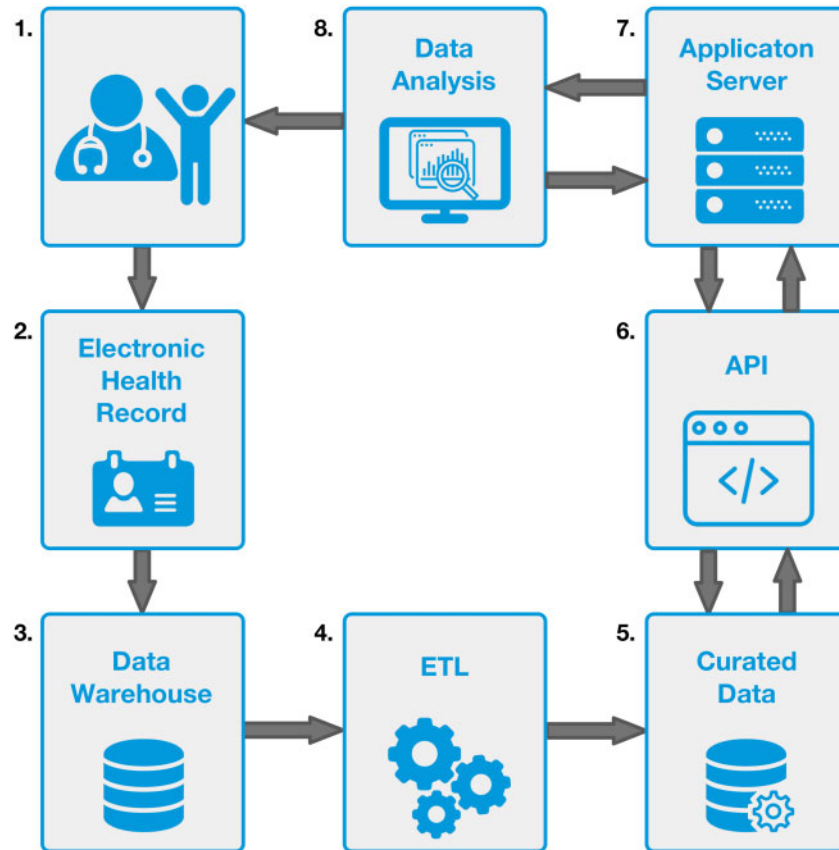 1.
8.
Data
Analysis
7.
Applicaton
Server
2.
Electronic
Health
Record
6.
API
</>
3.
Data
Warehouse
4.
ETL
5.
Curated
Data